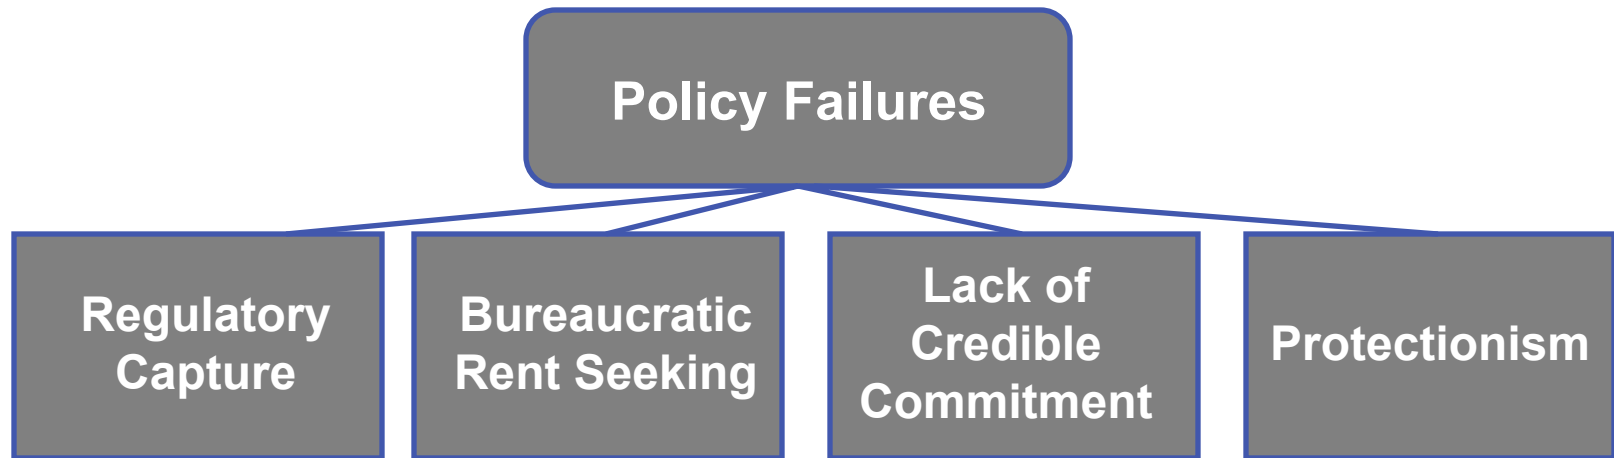 Policy Failures
Regulatory
Capture
Bureaucratic
Rent Seeking
Lack of
Credible
Commitment
Protectionism